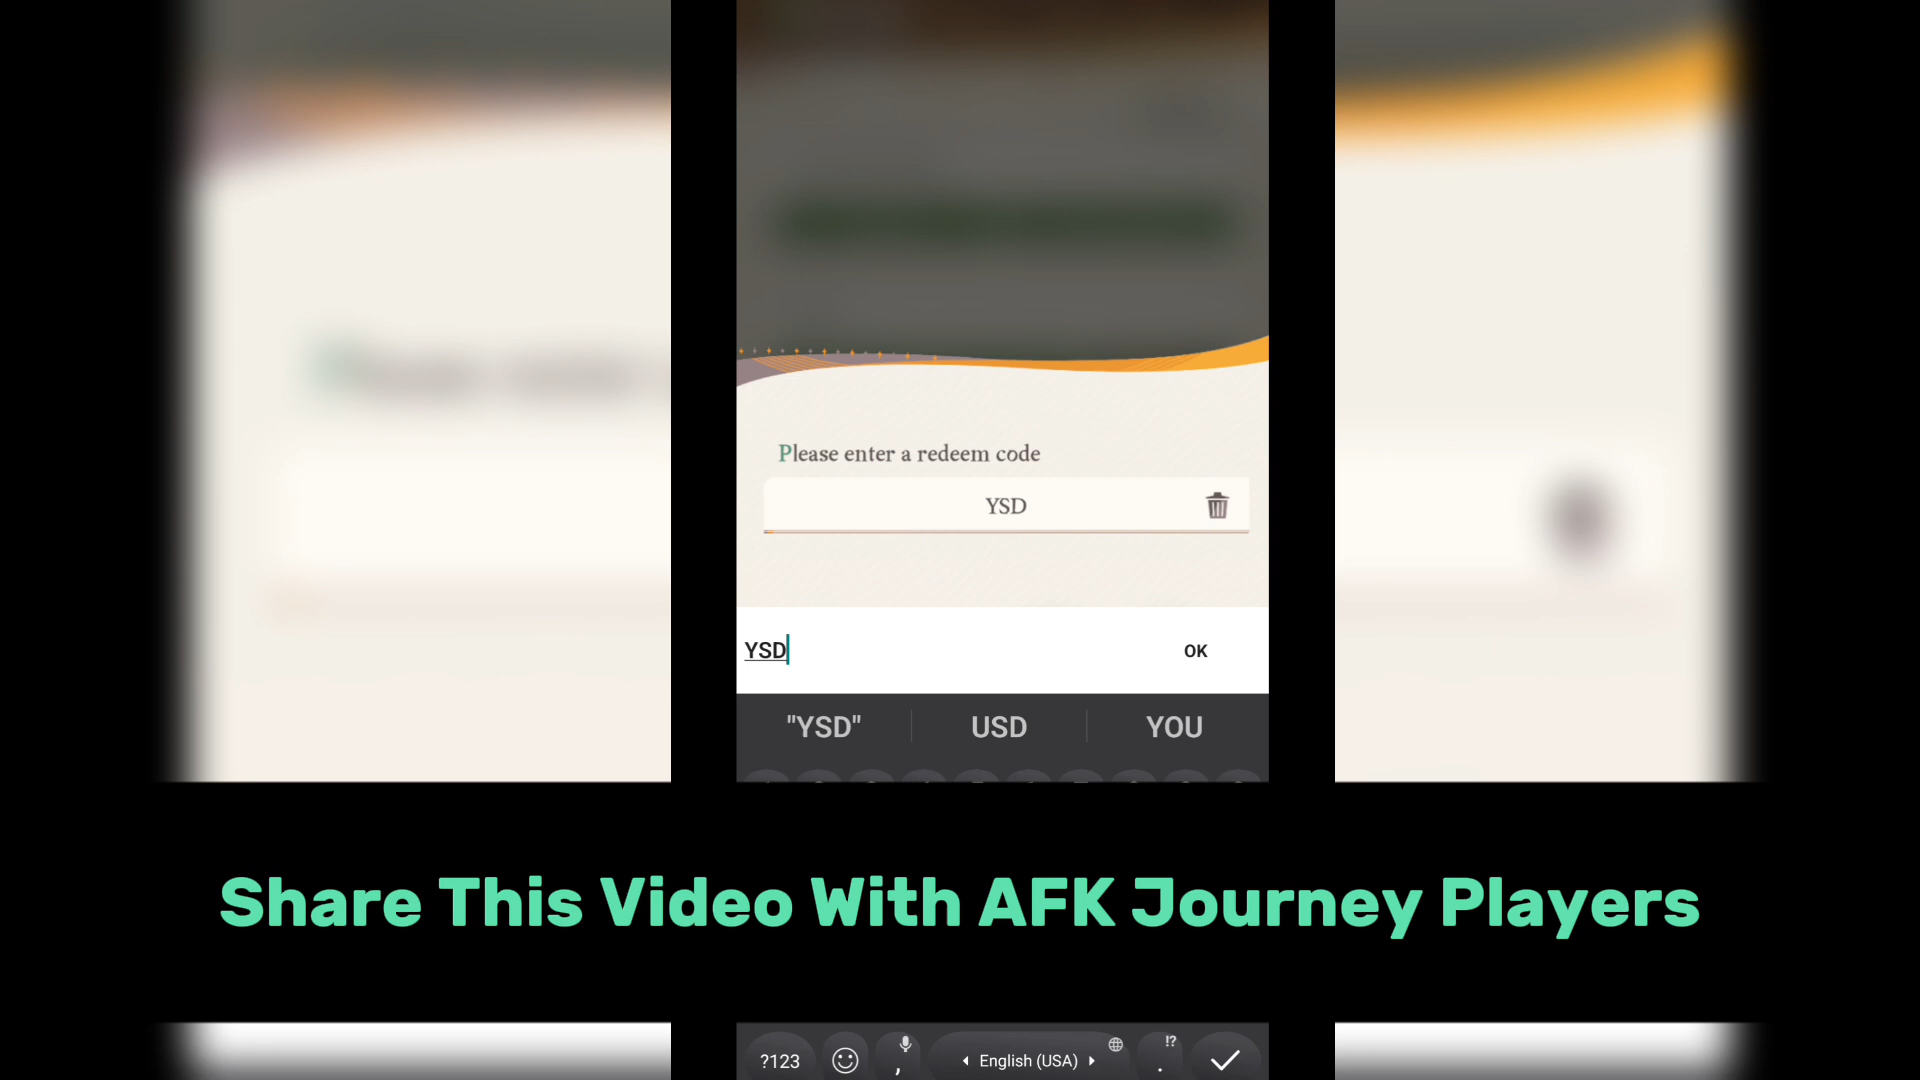 Please enter a redeem code
YSD
YSD
OK
"YSD"
USD
YOU
Share This Video With AFK Journey Players
?123
,
English (USA)
!?
.